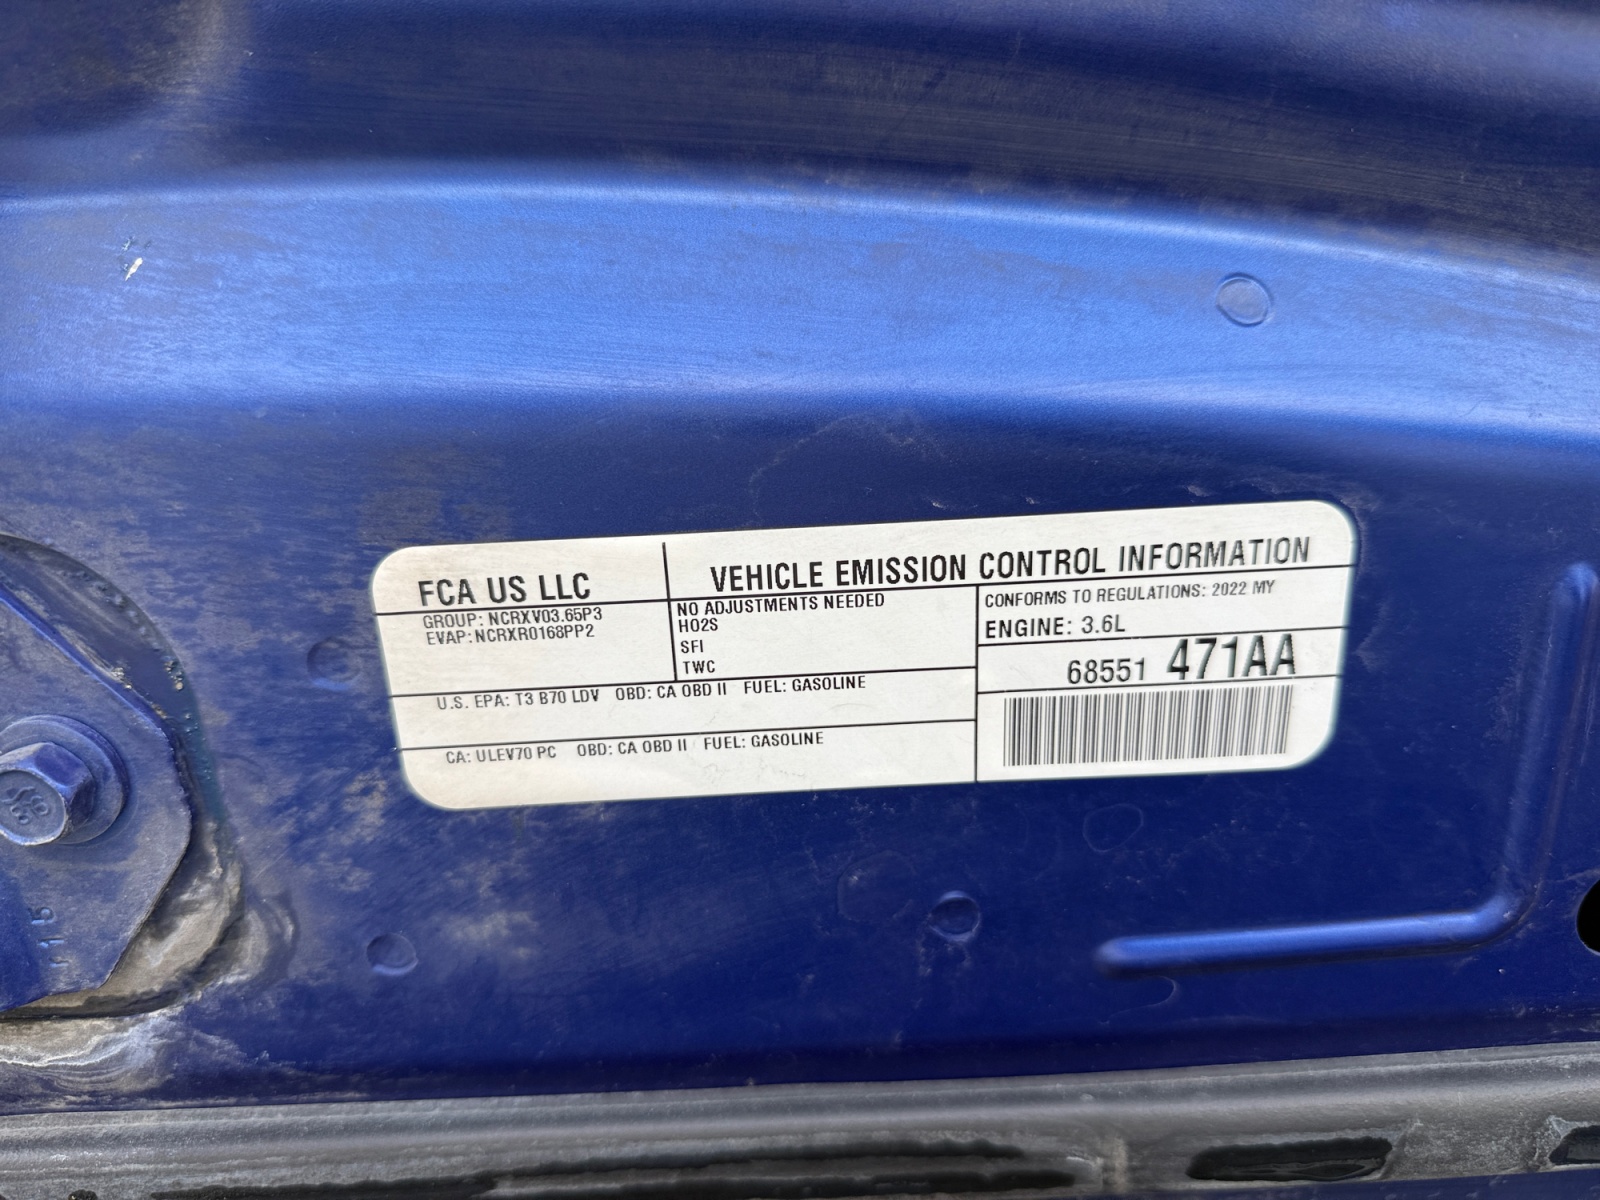 FCA US LLC
VEHICLE EMISSION CONTROL INFORMATION
GROUP: NCRXV03.65P3
EVAP: NCRXR0168PP2
NO ADJUSTMENTS NEEDED
HO2S
SFI
TWC
CONFORMS TO REGULATIONS: 2022 MY
ENGINE: 3.6L
68551 471AA
U.S. EPA: T3 B70 LDV OBD: CA OBD II FUEL: GASOLINE
CA: ULEV70 PC OBD: CA OBD II FUEL: GASOLINE